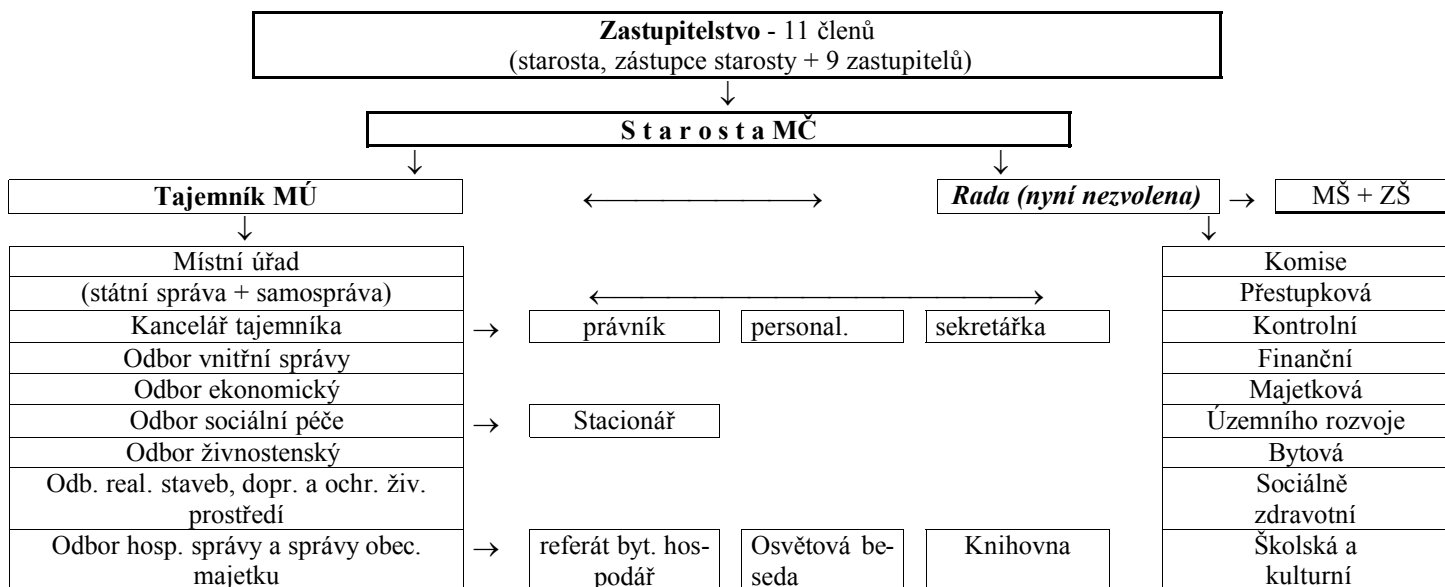 Zastupitelstvo - 11 členů
(starosta, zástupce starosty + 9 zastupitelů)
↓
S t a r o s t a MČ
↓ ↓
Tajemník MÚ ←→ Rada (nyní nezvolena) → MŠ + ZŠ
↓ ↓
Místní úřad Komise
(státní správa + samospráva) ←→ Přestupková
Kancelář tajemníka → právník personal. sekretářka Kontrolní
Odbor vnitřní správy Finanční
Odbor ekonomický Majetková
Odbor sociální péče → Stacionář Územního rozvoje
Odbor živnostenský Bytová
Odb. real. staveb, dopr. a ochr. živ. Sociálně
prostředí zdravotní
Odbor hosp. správy a správy obec. → referát byt. hos- Osvětová be- Knihovna Školská a
majetku podář seda kulturní